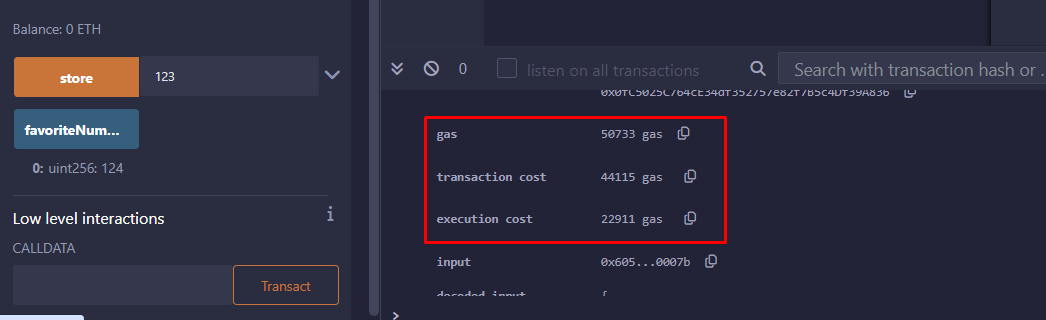 Balance: 0 ETH
store
123
favoriteNum...
0: uint256: 124
Low level interactions
i
CALLDATA
Transact
0
listen on all transactions
Search with transaction hash or .
gas 50733 gas
transaction cost 44115 gas
execution cost 22911 gas
input 0x605...0007b
decoded input {
>